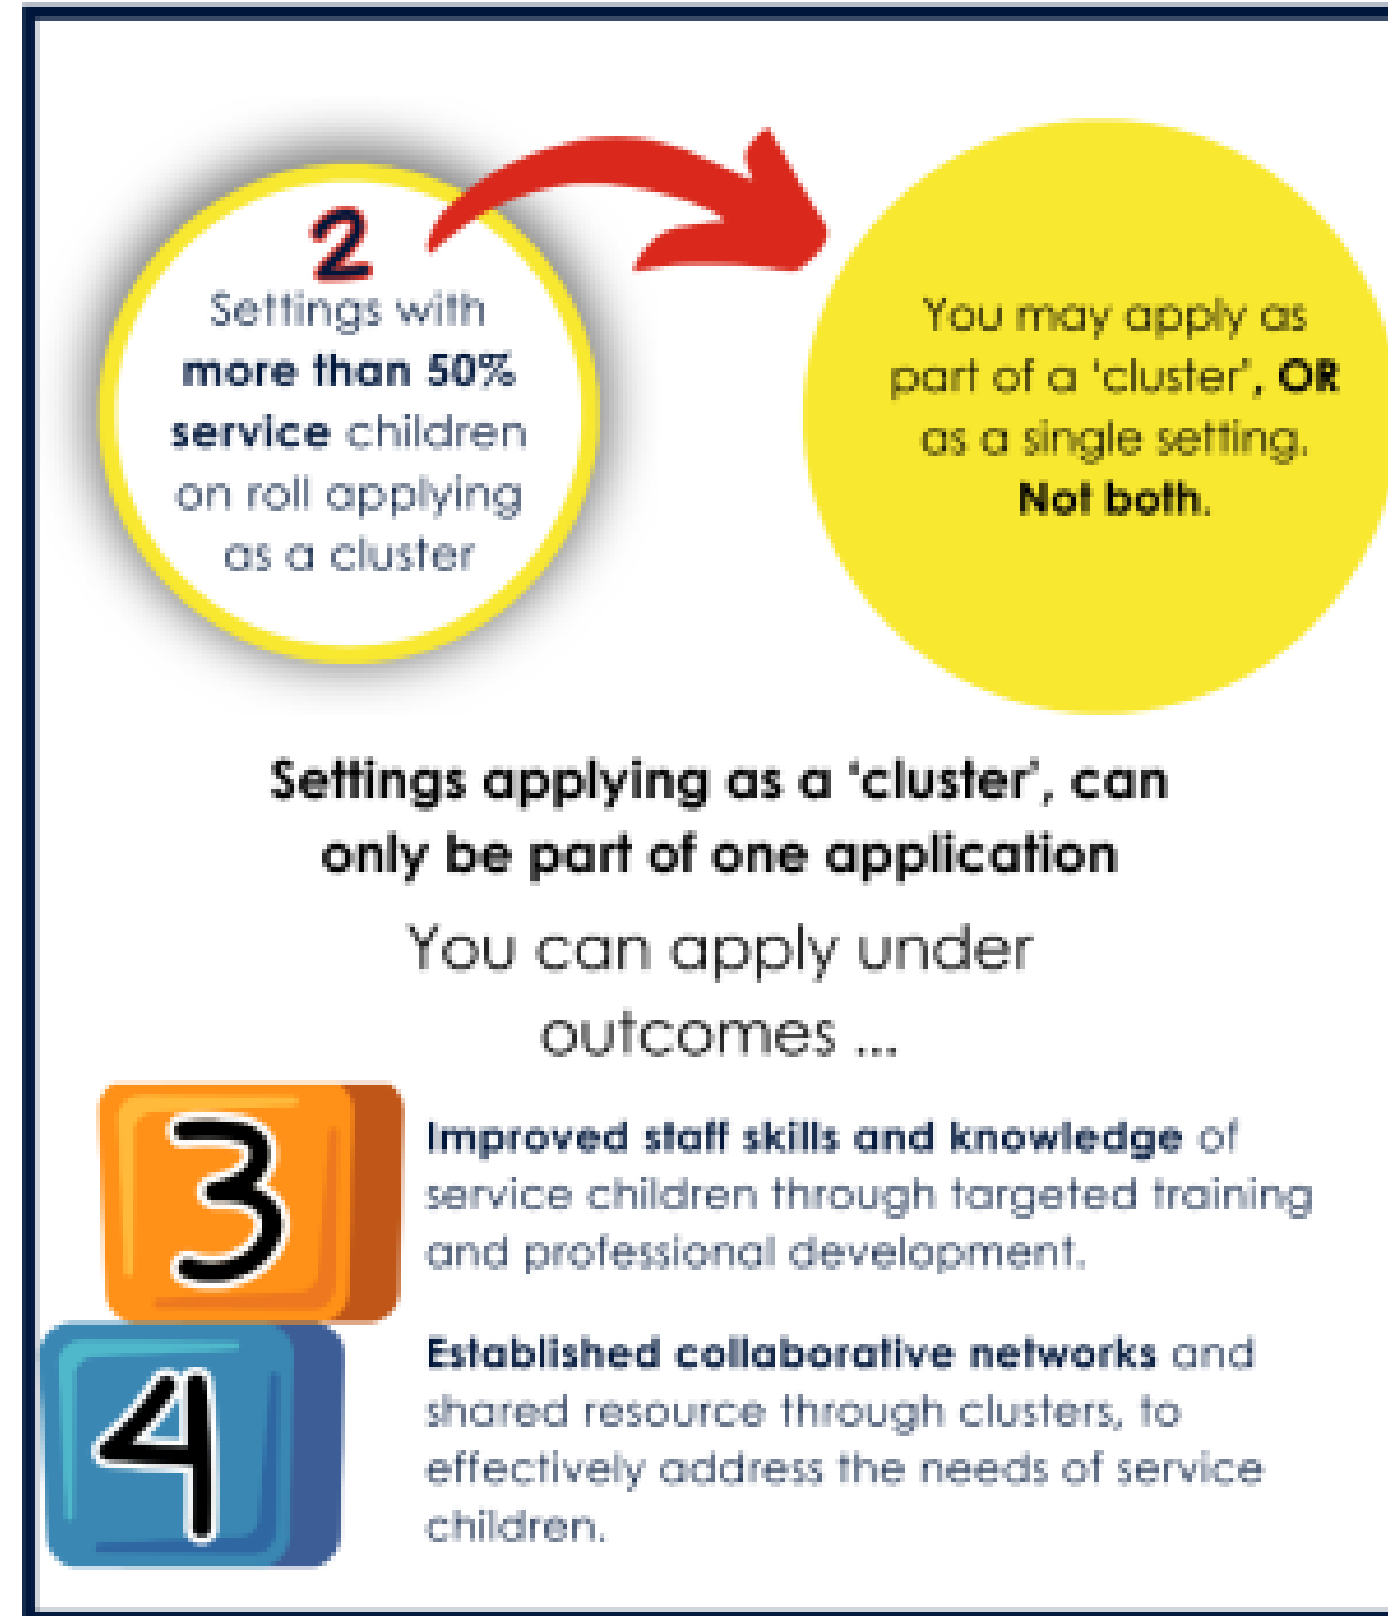 2
Settings with
more than 50%
service children
on roll applying
as a cluster
You may apply as
part of a ‘cluster’, OR
as a single setting.
Not both.
Settings applying as a ‘cluster’, can
only be part of one application
You can apply under
outcomes ...
3
Improved staff skills and knowledge of
service children through targeted training
and professional development.
4
Established collaborative networks and
shared resource through clusters, to
effectively address the needs of service
children.